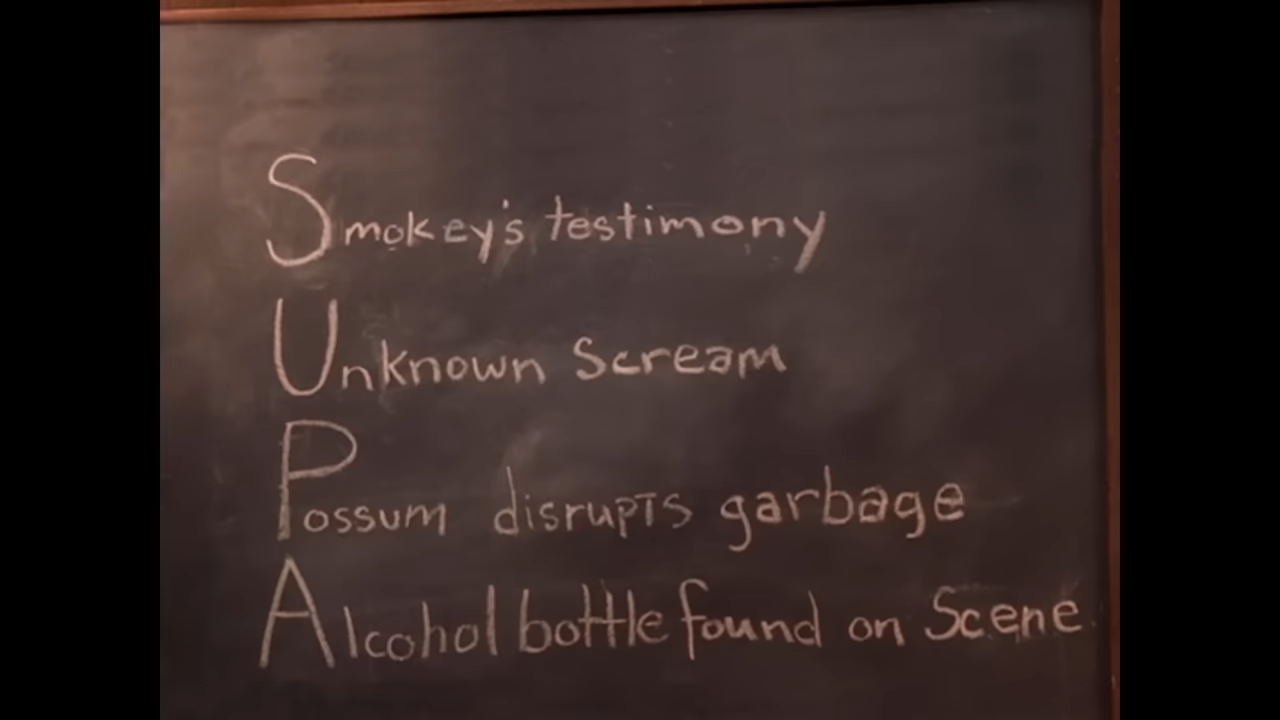 Smokey's testimony
Unknown Scream
Possum disrupts garbage
Alcohol bottle found on Scene